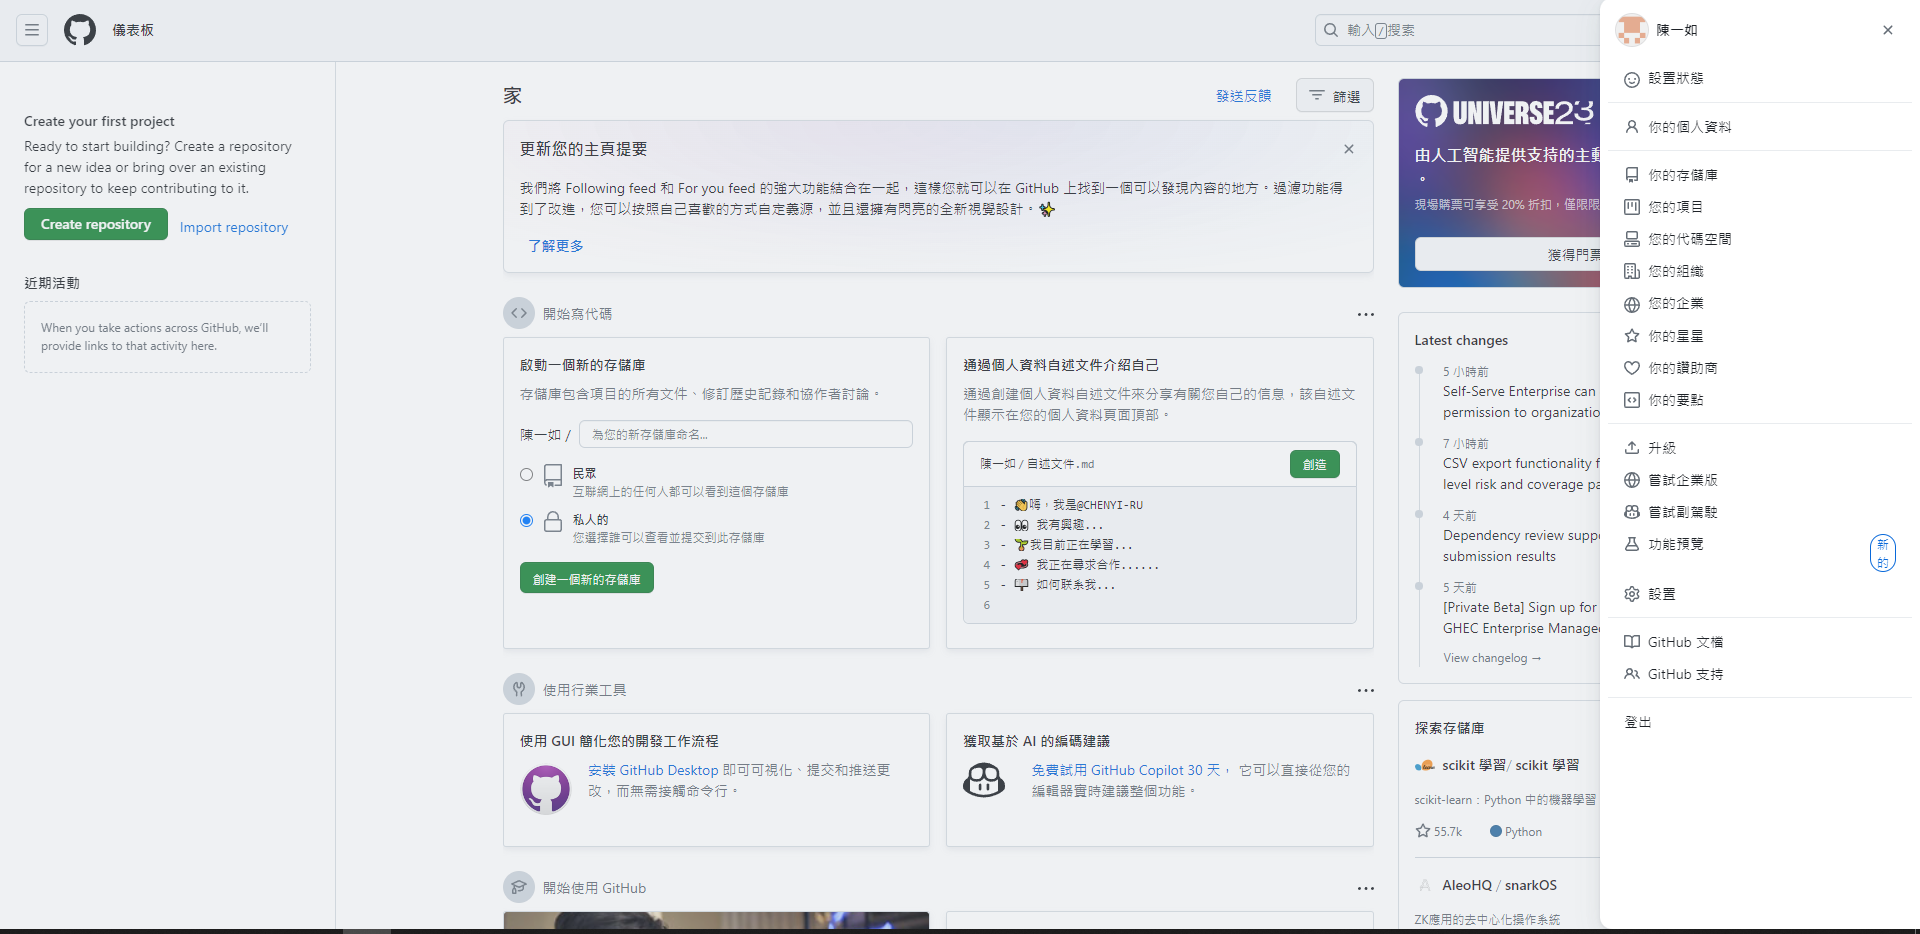 儀表板
輸入/搜索
Create your first project
Ready to start building? Create a repository
for a new idea or bring over an existing
repository to keep contributing to it.
Create repository
Import repository
近期活動
When you take actions across GitHub, we'll
provide links to that activity here.
家
發送反饋
篩選
更新您的主頁提要
我們將 Following feed 和 For you feed 的強大功能結合在一起，這樣您就可以在 GitHub 上找到一個可以發現內容的地方。過濾功能得
到了改進，您可以按照自己喜歡的方式自定義源，並且還擁有閃亮的全新視覺設計。✨
了解更多
開始寫代碼
啟動一個新的存儲庫
存儲庫包含項目的所有文件、修訂歷史記錄和協作者討論。
陳一如 /
為您的新存儲庫命名...
民眾
互聯網上的任何人都可以看到這個存儲庫
私人的
您選擇誰可以查看並提交到此存儲庫
創建一個新的存儲庫
通過個人資料自述文件介紹自己
通過創建個人資料自述文件來分享有關您自己的信息，該自述文
件顯示在您的個人資料頁面頂部。
陳一如 / 自述文件.md
創造
1 - 👋嗨，我是@CHENYI-RU
2 - 👀 我有興趣...
3 - 🌱我目前正在學習...
4 - 💞️ 我正在尋求合作......
5 - 📫 如何联系我...
6
使用行業工具
使用 GUI 簡化您的開發工作流程
安裝 GitHub Desktop 即可可視化、提交和推送更
改，而無需接觸命令行。
獲取基於 AI 的編碼建議
免費試用 GitHub Copilot 30 天， 它可以直接從您的
編輯器實時建議整個功能。
開始使用 GitHub
UNIVERSE23
由人工智能提供支持的主動
。
現場購票可享受 20% 折扣，僅限限
獲得門票
Latest changes
5 小時前
Self-Serve Enterprise can
permission to organizatio
7 小時前
CSV export functionality f
level risk and coverage pa
4 天前
Dependency review supp
submission results
5 天前
[Private Beta] Sign up for
GHEC Enterprise Manage
View changelog →
探索存儲庫
scikit 學習/ scikit 學習
scikit-learn：Python 中的機器學習
55.7k
Python
AleoHQ / snarkOS
ZK應用的去中心化操作系統
陳一如
設置狀態
你的個人資料
你的存儲庫
您的項目
您的代碼空間
您的組織
您的企業
你的星星
你的讚助商
你的要點
升級
嘗試企業版
嘗試副駕駛
功能預覽
新
的
設置
GitHub 文檔
GitHub 支持
登出